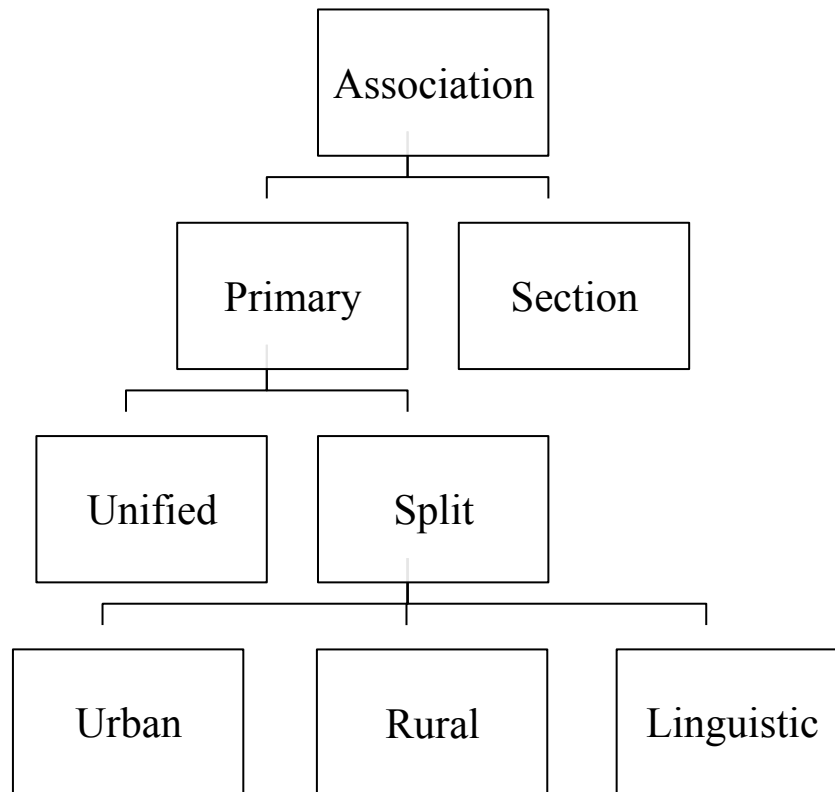 Association
Primary
Section
Unified
Split
Urban
Rural
Linguistic